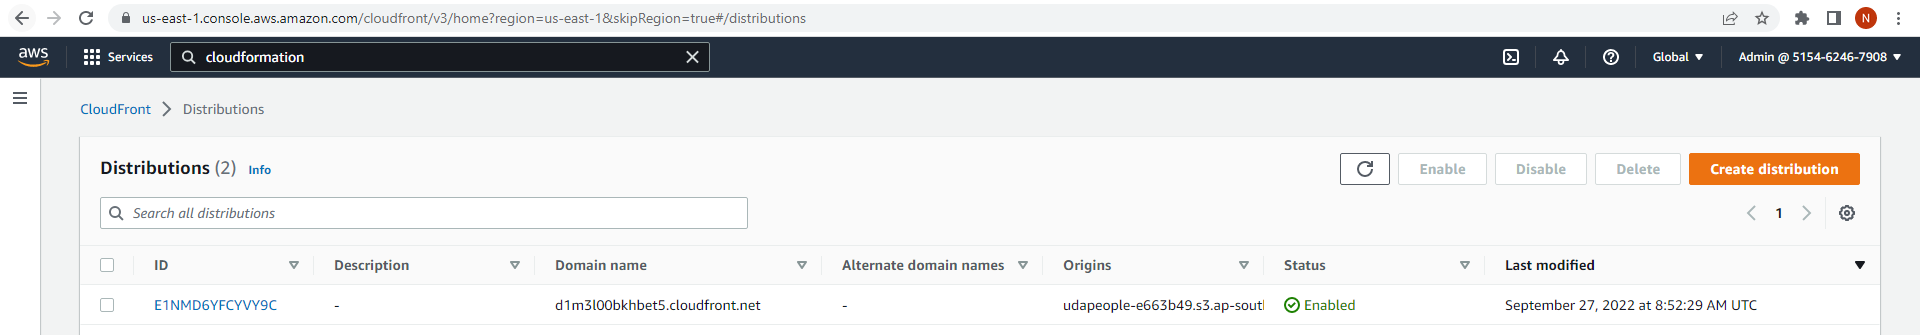 us-east-1.console.aws.amazon.com/cloudfront/v3/home?region=us-east-1&skipRegion=true#/distributions N
aws Services cloudformation Global Admin @ 5154-6246-7908
CloudFront Distributions
Distributions (2) Info Enable Disable Delete Create distribution
Search all distributions 1
ID Description Domain name Alternate domain names Origins Status Last modified
E1NMD6YFCYVY9C - d1m3l00bkhbet5.cloudfront.net - udapeople-e663b49.s3.ap-sout Enabled September 27, 2022 at 8:52:29 AM UTC